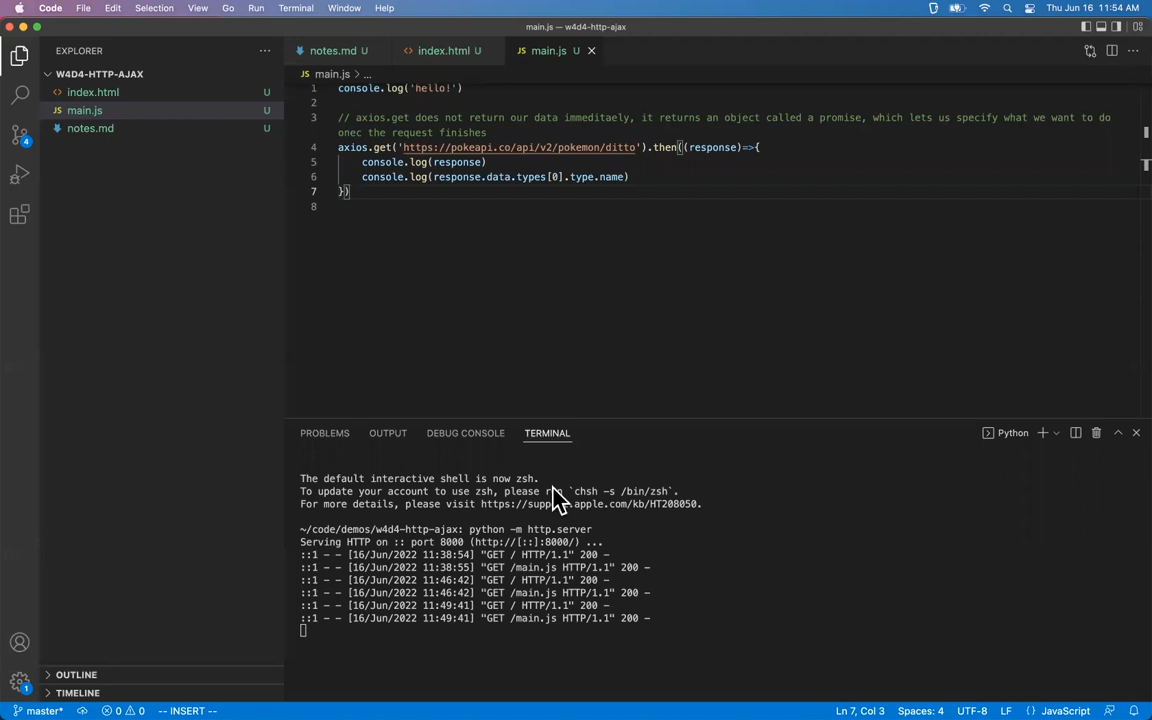 Code File Edit Selection View Go Run Terminal Window Help Thu Jun 16 11:54 AM
main.js — w4d4-http-ajax
EXPLORER
notes.md U index.html U JS main.js U
W4D4-HTTP-AJAX
JS main.js > ...
<> index.html U
JS main.js U
notes.md U
1 console.log('hello!')
2
3 // axios.get does not return our data immeditaely, it returns an object called a promise, which lets us specify what we want to do
onec the request finishes
4 axios.get('https://pokeapi.co/api/v2/pokemon/ditto').then((response)=>{
5 console.log(response)
6 console.log(response.data.types[0].type.name)
7 })
8
PROBLEMS OUTPUT DEBUG CONSOLE TERMINAL Python
The default interactive shell is now zsh.
To update your account to use zsh, please `chsh -s /bin/zsh`.
For more details, please visit https://support.apple.com/kb/HT208050.
~/code/demos/w4d4-http-ajax: python -m http.server
Serving HTTP on :: port 8000 (http://[::]:8000/) ...
::1 - - [16/Jun/2022 11:38:54] "GET / HTTP/1.1" 200 -
::1 - - [16/Jun/2022 11:38:55] "GET /main.js HTTP/1.1" 200 -
::1 - - [16/Jun/2022 11:46:42] "GET / HTTP/1.1" 200 -
::1 - - [16/Jun/2022 11:46:42] "GET /main.js HTTP/1.1" 200 -
::1 - - [16/Jun/2022 11:49:41] "GET / HTTP/1.1" 200 -
::1 - - [16/Jun/2022 11:49:41] "GET /main.js HTTP/1.1" 200 -
4
1
OUTLINE
TIMELINE
master* 0 0 -- INSERT -- Ln 7, Col 3 Spaces: 4 UTF-8 LF {} JavaScript